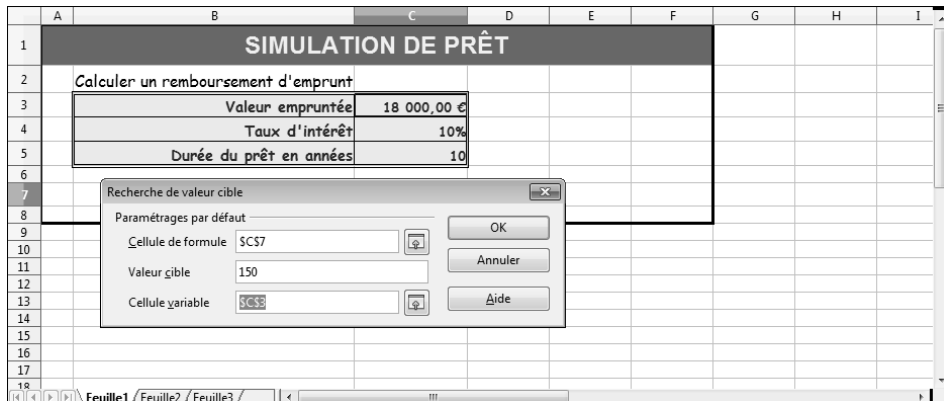 A B C D E F G H I
1 SIMULATION DE PRÊT
2 Calculer un remboursement d'emprunt
3 Valeur empruntée 18 000,00 €
4 Taux d'intérêt 10%
5 Durée du prêt en années 10
6
7 Recherche de valeur cible
8 Paramétrages par défaut
9 OK
10 Cellule de formule $C$7
11 Valeur cible 150 Annuler
12
13 Cellule variable $C$3 Aide
14
15
16
17
18
Feuille1 Feuille2 Feuille3